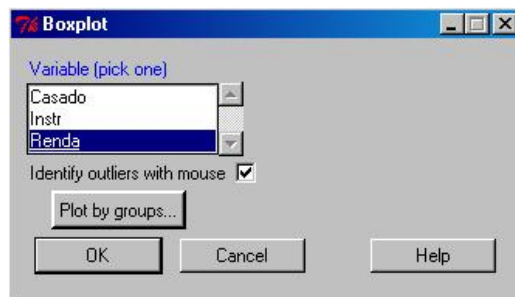 Boxplot
Variable (pick one)
Casado
Instr
Renda
Identify outliers with mouse
Plot by groups...
OK Cancel Help